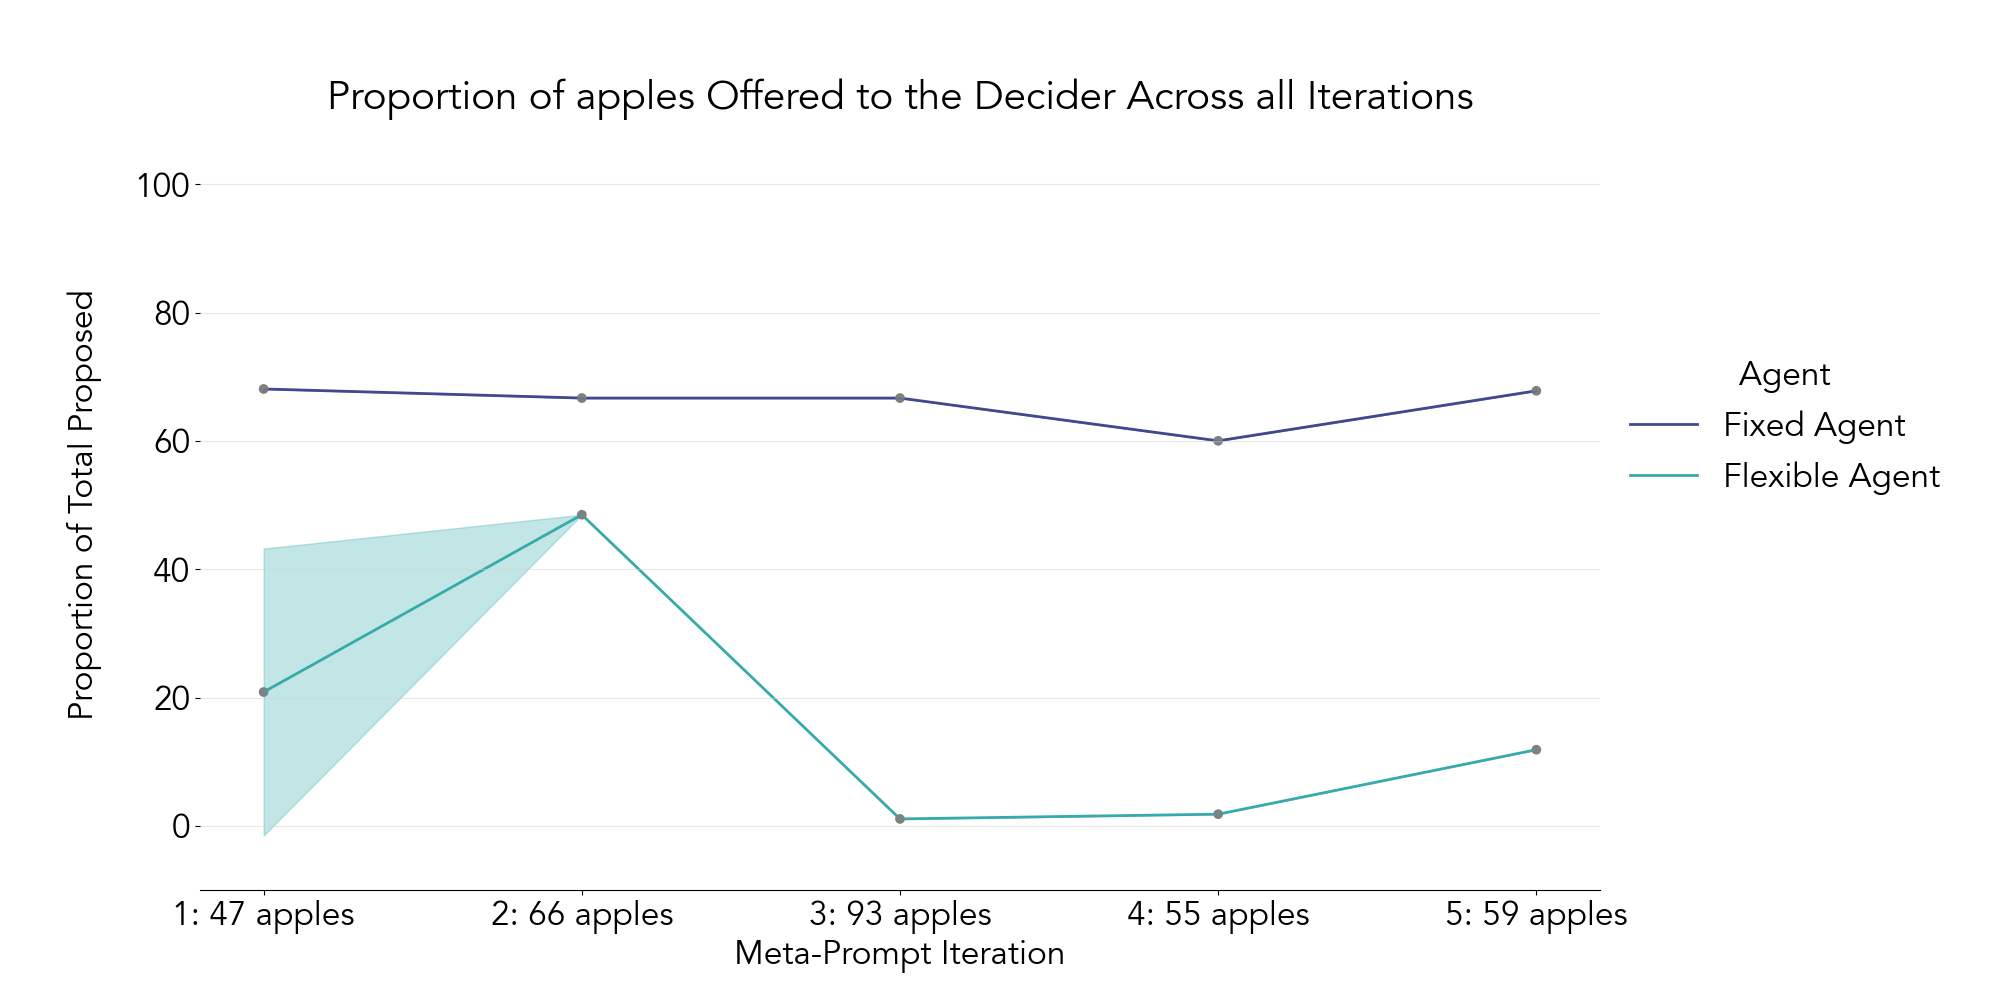 Proportion of apples Offered to the Decider Across all Iterations
100
80
60
40
20
0
Proportion of Total Proposed
1: 47 apples
2: 66 apples
3: 93 apples
4: 55 apples
5: 59 apples
Meta-Prompt Iteration
Agent
Fixed Agent
Flexible Agent